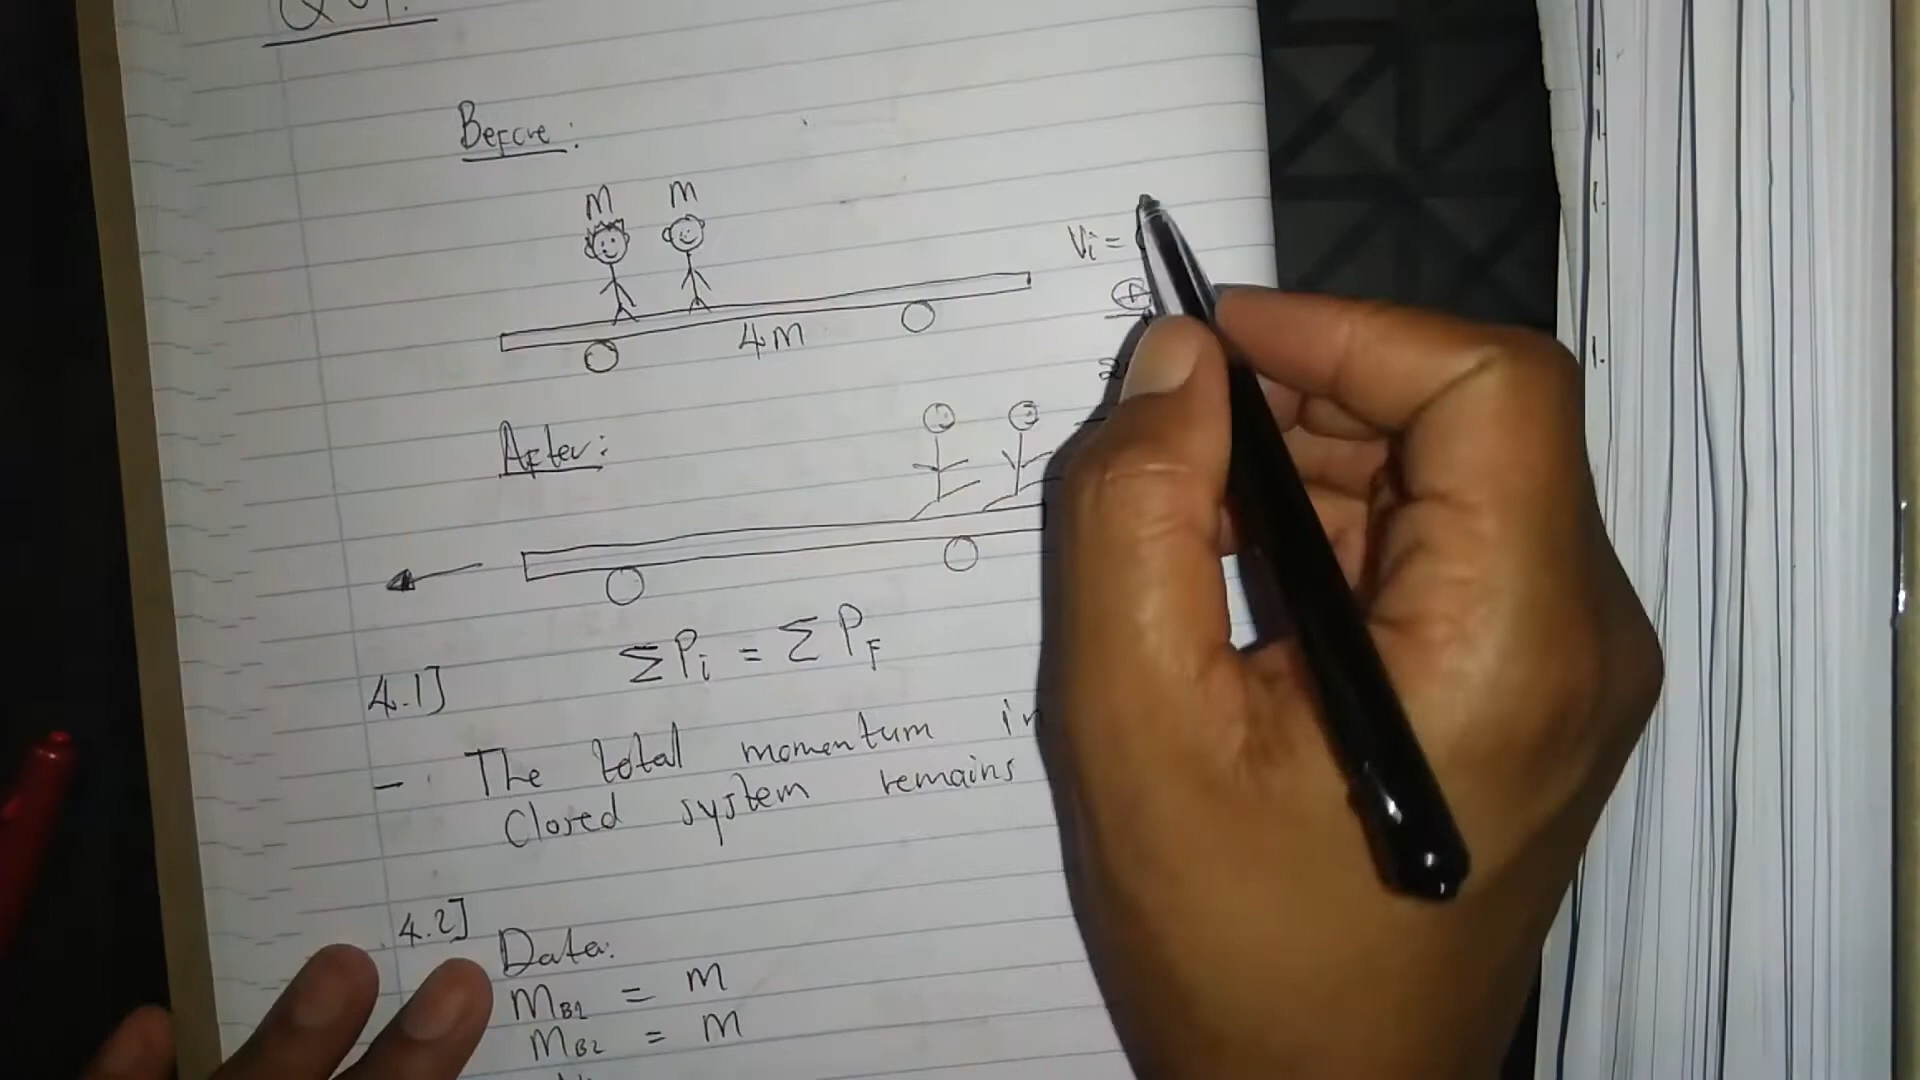 Before:
m m
Vi =
4m
After:
ΣPi = ΣPF
4.1]
- The total momentum in
Closed system remains
4.2]
Data:
mB1 = m
mB2 = m